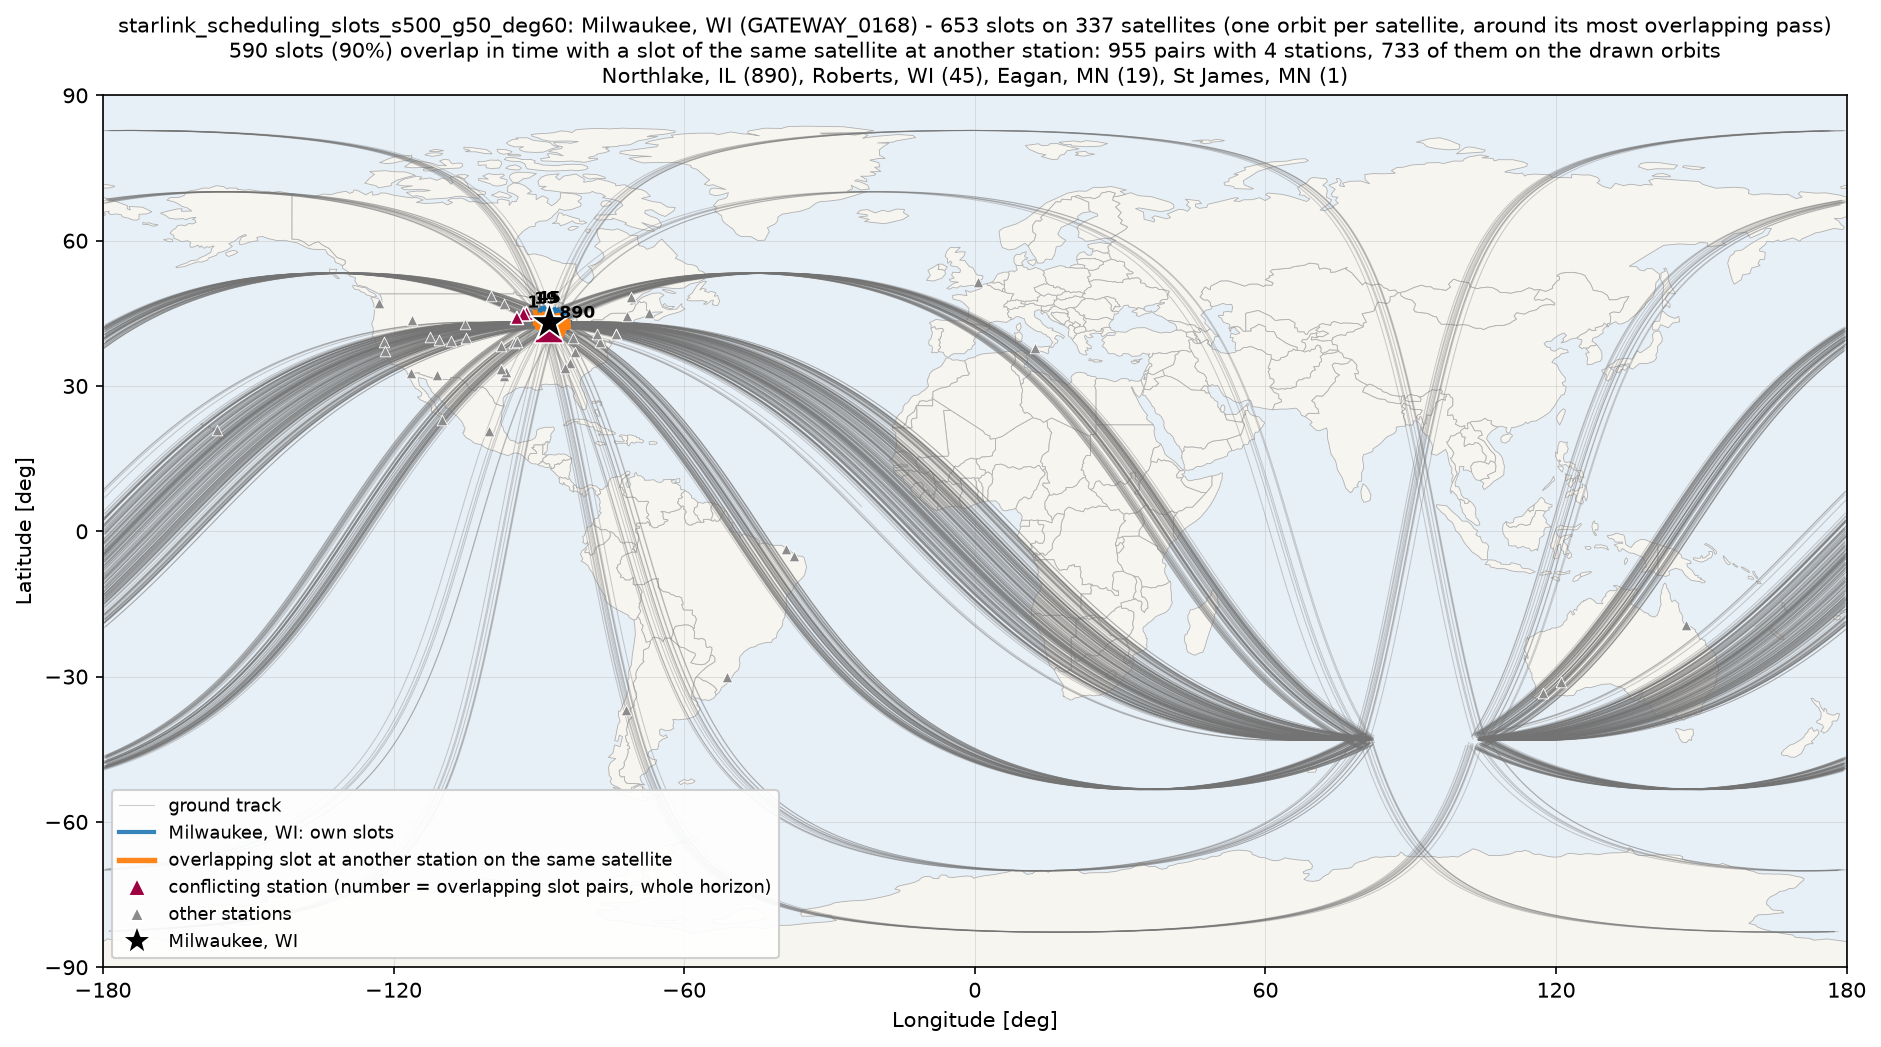 starlink_scheduling_slots_s500_g50_deg60: Milwaukee, WI (GATEWAY_0168) - 653 slots on 337 satellites (one orbit per satellite, around its most overlapping pass)
590 slots (90%) overlap in time with a slot of the same satellite at another station: 955 pairs with 4 stations, 733 of them on the drawn orbits
Northlake, IL (890), Roberts, WI (45), Eagan, MN (19), St James, MN (1)
90
60
30
0
−30
−60
−90
Latitude [deg]
890
ground track
Milwaukee, WI: own slots
overlapping slot at another station on the same satellite
conflicting station (number = overlapping slot pairs, whole horizon)
other stations
Milwaukee, WI
−180
−120
−60
0
60
120
180
Longitude [deg]